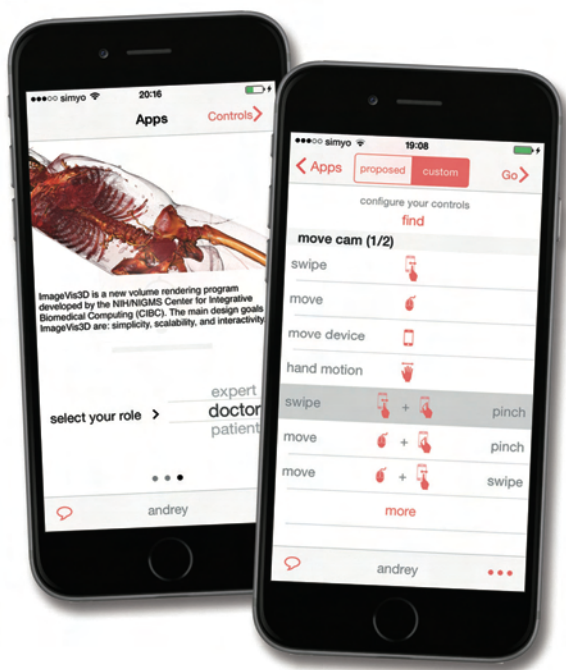 ●●●○○ simyo 20:16
Apps Controls
ImageVis3D is a new volume rendering program
developed by the NIH/NIGMS Center for Integrative
Biomedical Computing (CIBC). The main design goals
ImageVis3D are: simplicity, scalability, and interactivity
expert
select your role > doctor
patient
andrey
●●●○○ simyo 19:08
Apps proposed custom Go
configure your controls
find
move cam (1/2)
swipe
move
move device
hand motion
swipe + pinch
move + pinch
move + swipe
more
andrey